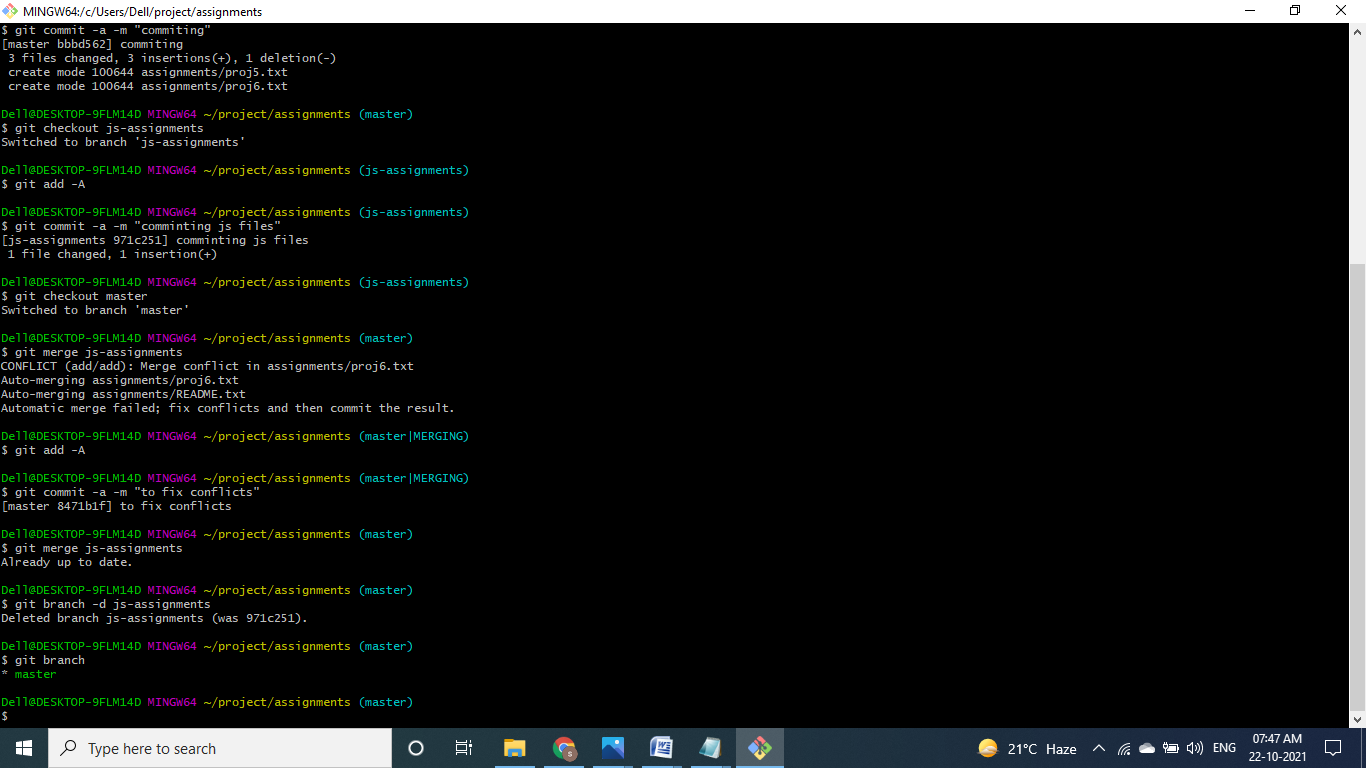 MINGW64:/c/Users/Dell/project/assignments
$ git commit -a -m "commiting"
[master bbbd562] commiting
 3 files changed, 3 insertions(+), 1 deletion(-)
 create mode 100644 assignments/proj5.txt
 create mode 100644 assignments/proj6.txt
Dell@DESKTOP-9FLM14D MINGW64 ~/project/assignments (master)
$ git checkout js-assignments
Switched to branch 'js-assignments'
Dell@DESKTOP-9FLM14D MINGW64 ~/project/assignments (js-assignments)
$ git add -A
Dell@DESKTOP-9FLM14D MINGW64 ~/project/assignments (js-assignments)
$ git commit -a -m "comminting js files"
[js-assignments 971c251] comminting js files
 1 file changed, 1 insertion(+)
Dell@DESKTOP-9FLM14D MINGW64 ~/project/assignments (js-assignments)
$ git checkout master
Switched to branch 'master'
Dell@DESKTOP-9FLM14D MINGW64 ~/project/assignments (master)
$ git merge js-assignments
CONFLICT (add/add): Merge conflict in assignments/proj6.txt
Auto-merging assignments/proj6.txt
Auto-merging assignments/README.txt
Automatic merge failed; fix conflicts and then commit the result.
Dell@DESKTOP-9FLM14D MINGW64 ~/project/assignments (master|MERGING)
$ git add -A
Dell@DESKTOP-9FLM14D MINGW64 ~/project/assignments (master|MERGING)
$ git commit -a -m "to fix conflicts"
[master 8471b1f] to fix conflicts
Dell@DESKTOP-9FLM14D MINGW64 ~/project/assignments (master)
$ git merge js-assignments
Already up to date.
Dell@DESKTOP-9FLM14D MINGW64 ~/project/assignments (master)
$ git branch -d js-assignments
Deleted branch js-assignments (was 971c251).
Dell@DESKTOP-9FLM14D MINGW64 ~/project/assignments (master)
$ git branch
* master
Dell@DESKTOP-9FLM14D MINGW64 ~/project/assignments (master)
$
Type here to search
21°C Haze
ENG
07:47 AM
22-10-2021